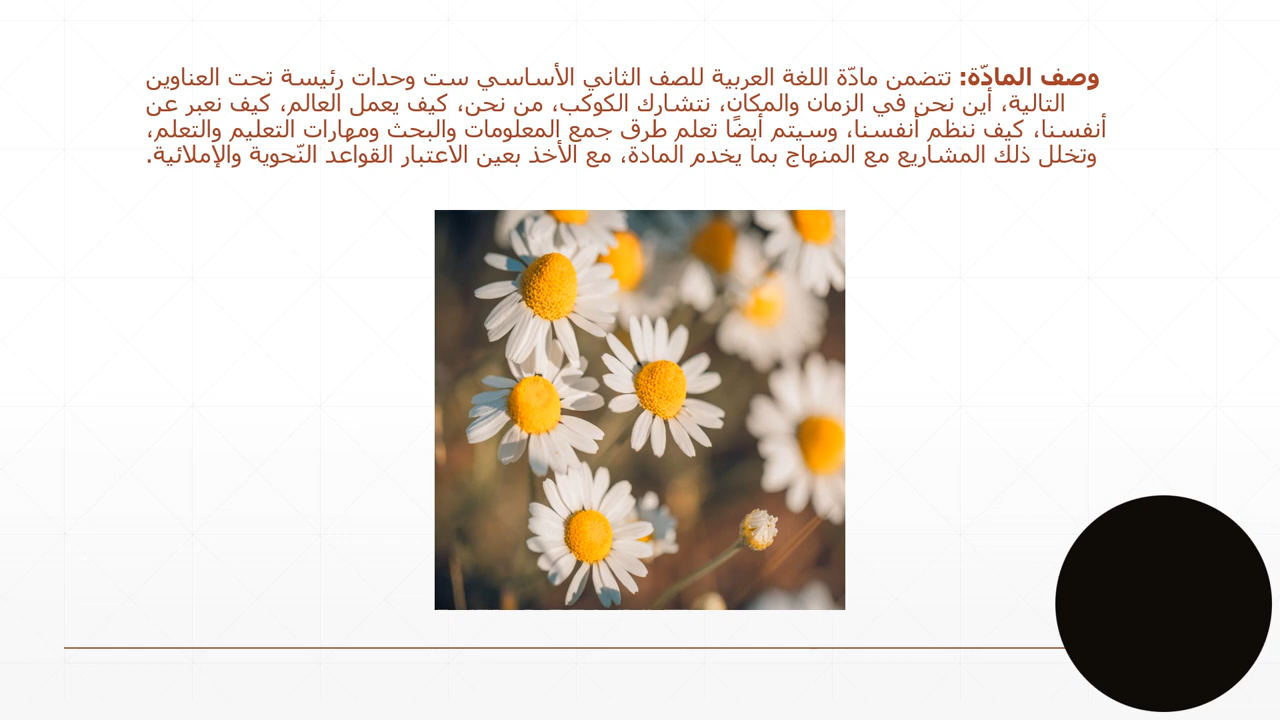 وصف المادّة: تتضمن مادّة اللغة العربية للصف الثاني الأساسي ست وحدات رئيسة تحت العناوين
التالية، أين نحن في الزمان والمكان، نتشارك الكوكب، من نحن، كيف يعمل العالم، كيف نعبر عن
أنفسنا، كيف ننظم أنفسنا، وسيتم أيضًا تعلم طرق جمع المعلومات والبحث ومهارات التعليم والتعلم،
وتخلل ذلك المشاريع مع المنهاج بما يخدم المادة، مع الأخذ بعين الاعتبار القواعد النّحوية والإملائية.